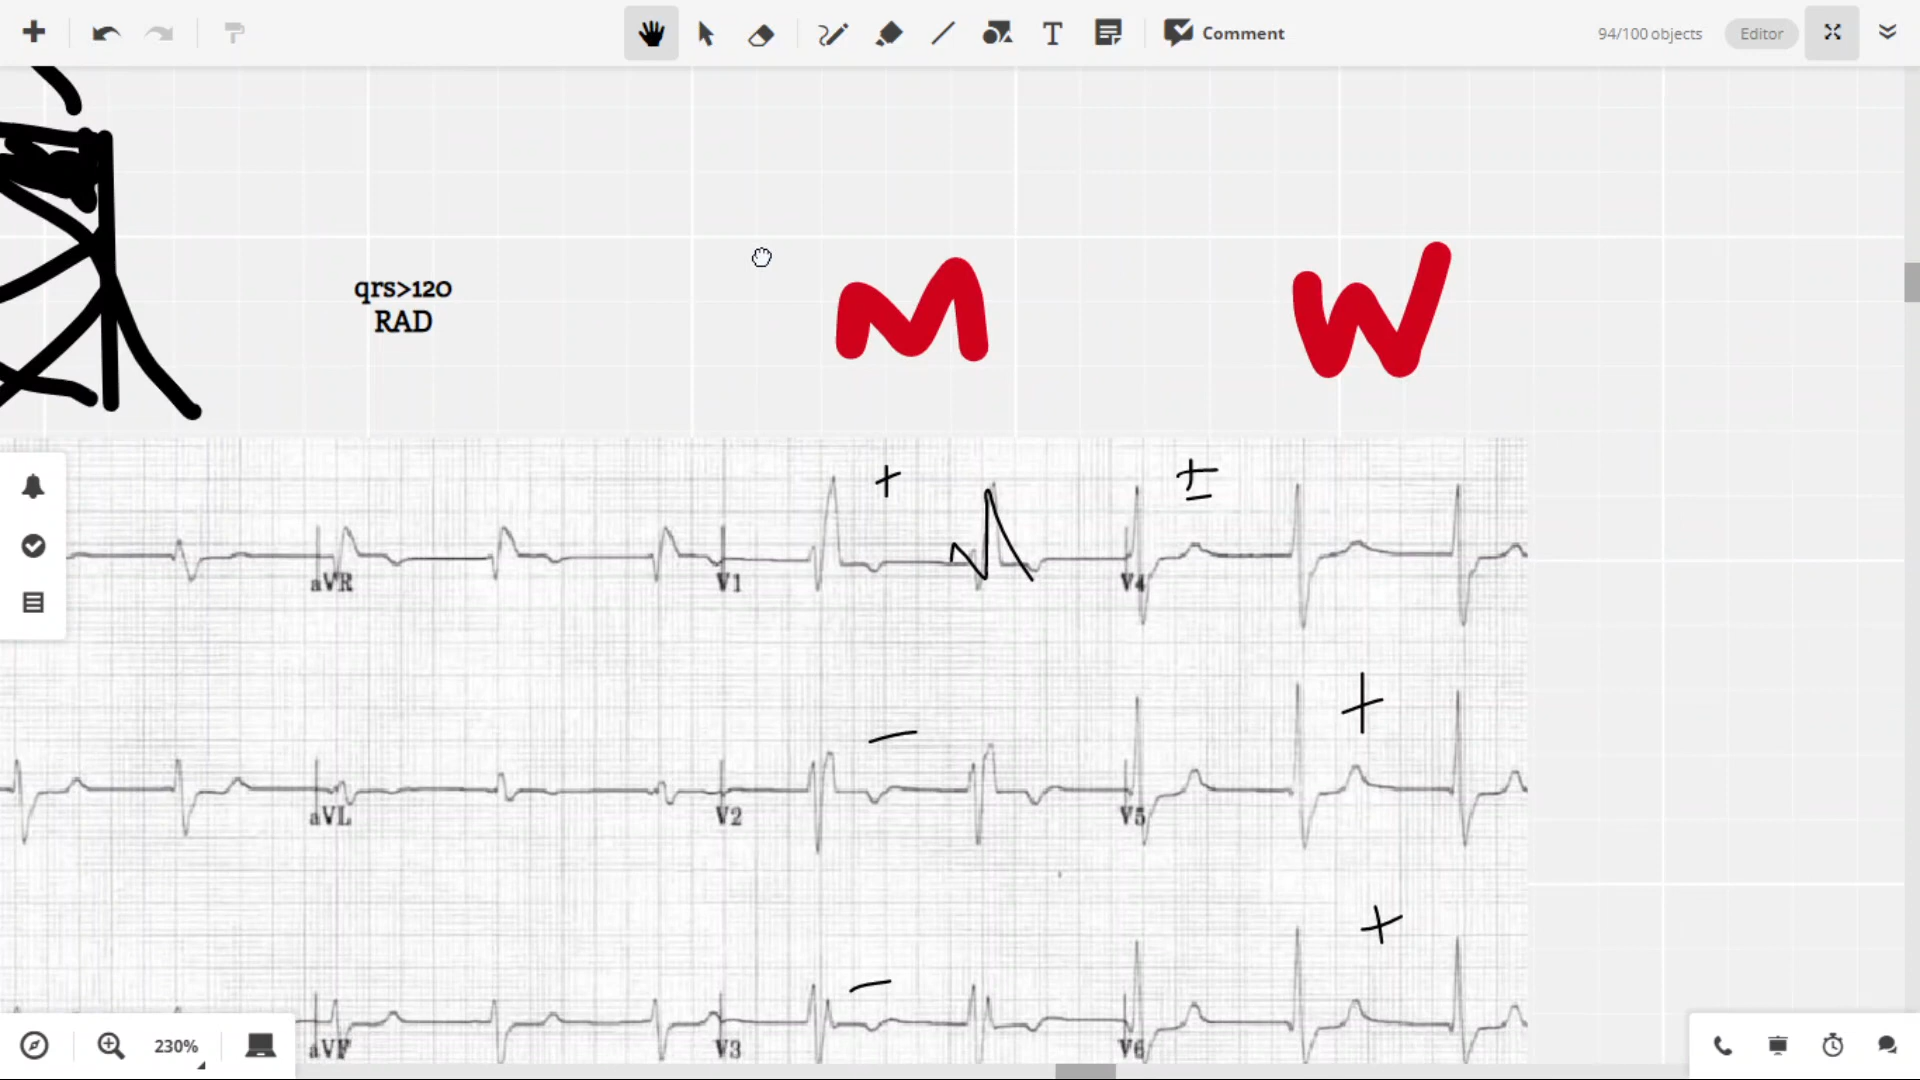 Comment
94/100 objects
Editor
qrs>120
RAD
M
W
+
±
aVR
V1
V4
−
+
aVL
V2
V5
−
+
aVF
V3
V6
230%